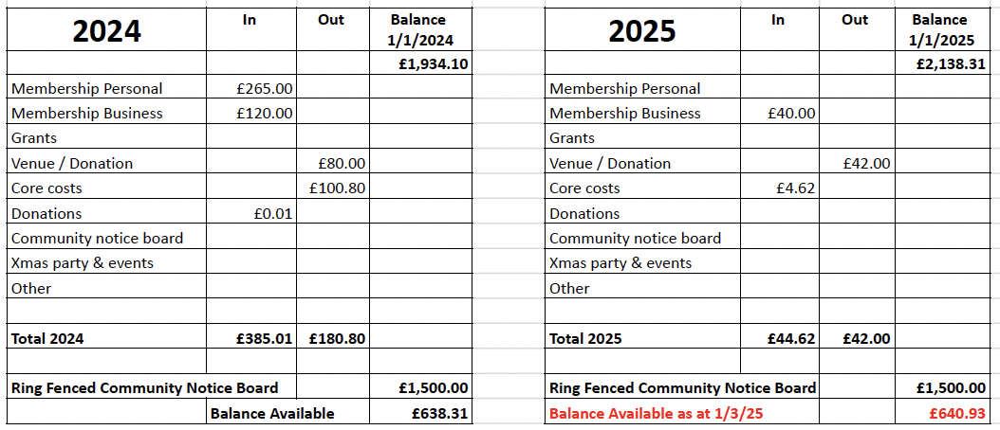 2024 In Out Balance 1/1/2024
£1,934.10
Membership Personal £265.00
Membership Business £120.00
Grants
Venue / Donation £80.00
Core costs £100.80
Donations £0.01
Community notice board
Xmas party & events
Other
Total 2024 £385.01 £180.80
Ring Fenced Community Notice Board £1,500.00
Balance Available £638.31
2025 In Out Balance 1/1/2025
£2,138.31
Membership Personal
Membership Business £40.00
Grants
Venue / Donation £42.00
Core costs £4.62
Donations
Community notice board
Xmas party & events
Other
Total 2025 £44.62 £42.00
Ring Fenced Community Notice Board £1,500.00
Balance Available as at 1/3/25 £640.93